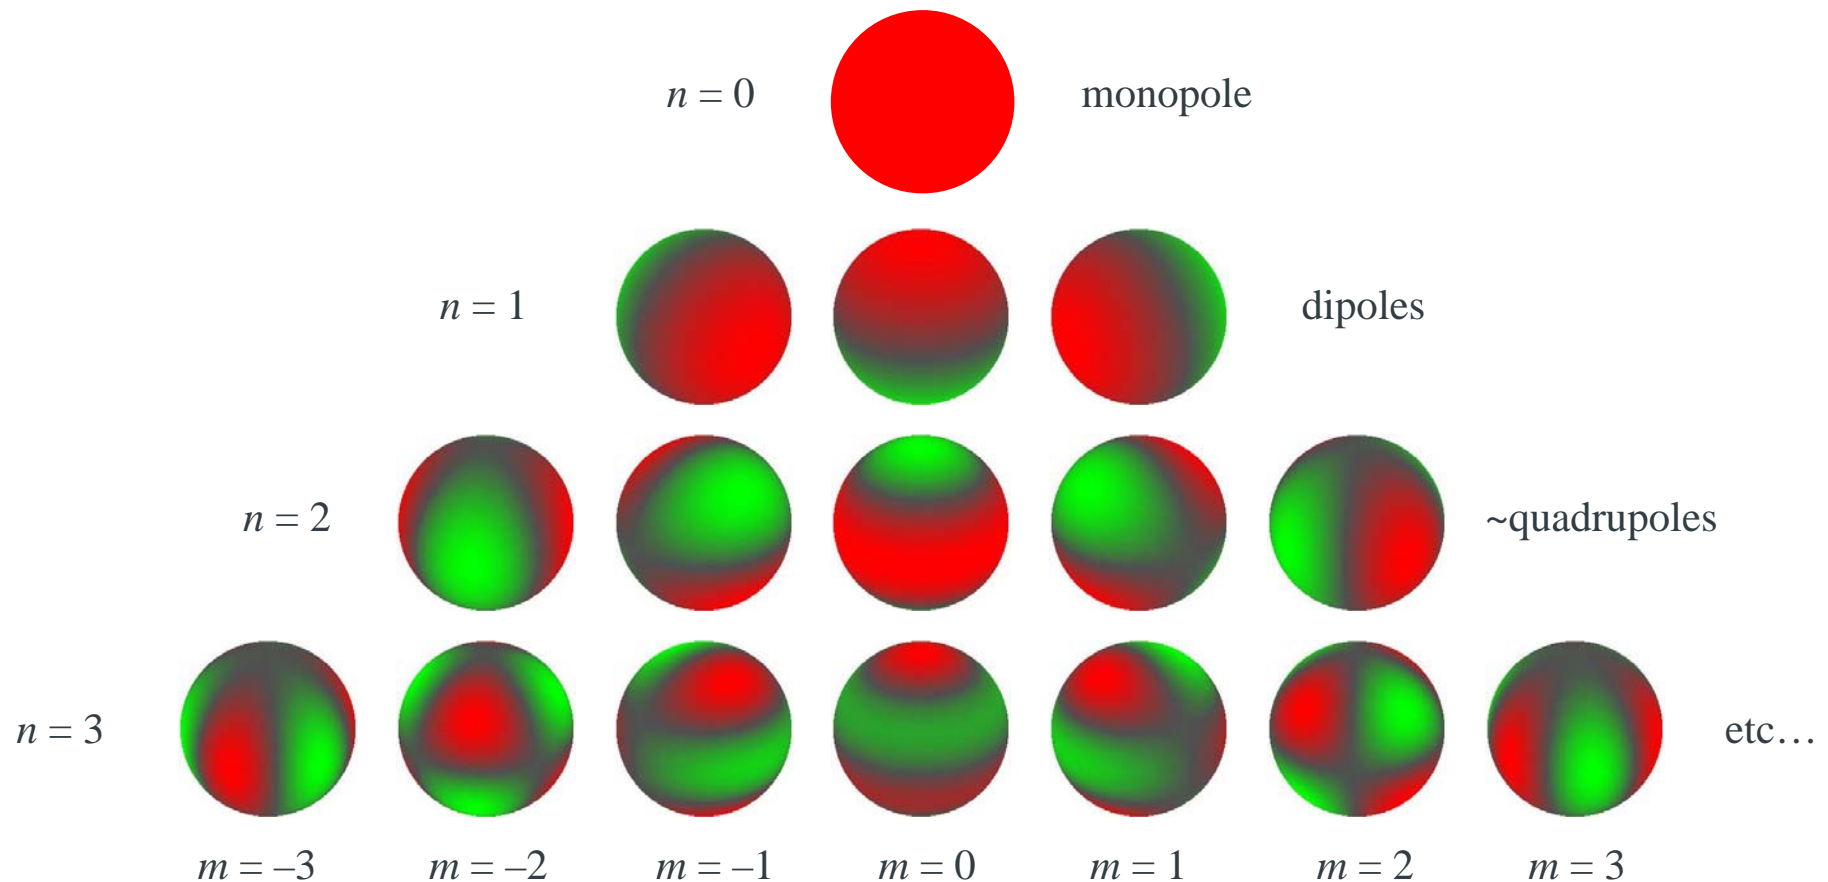 n = 0 monopole
n = 1 dipoles
n = 2 ~quadrupoles
n = 3 etc…
m = –3 m = –2 m = –1 m = 0 m = 1 m = 2 m = 3